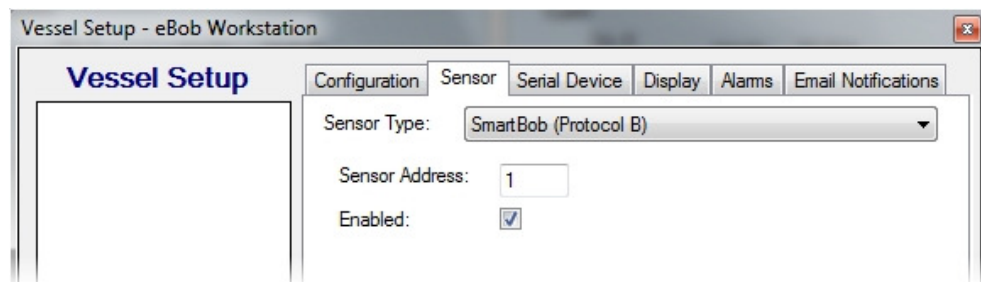 Vessel Setup - eBob Workstation
Vessel Setup
Configuration Sensor Serial Device Display Alarms Email Notifications
Sensor Type: SmartBob (Protocol B)
Sensor Address: 1
Enabled: